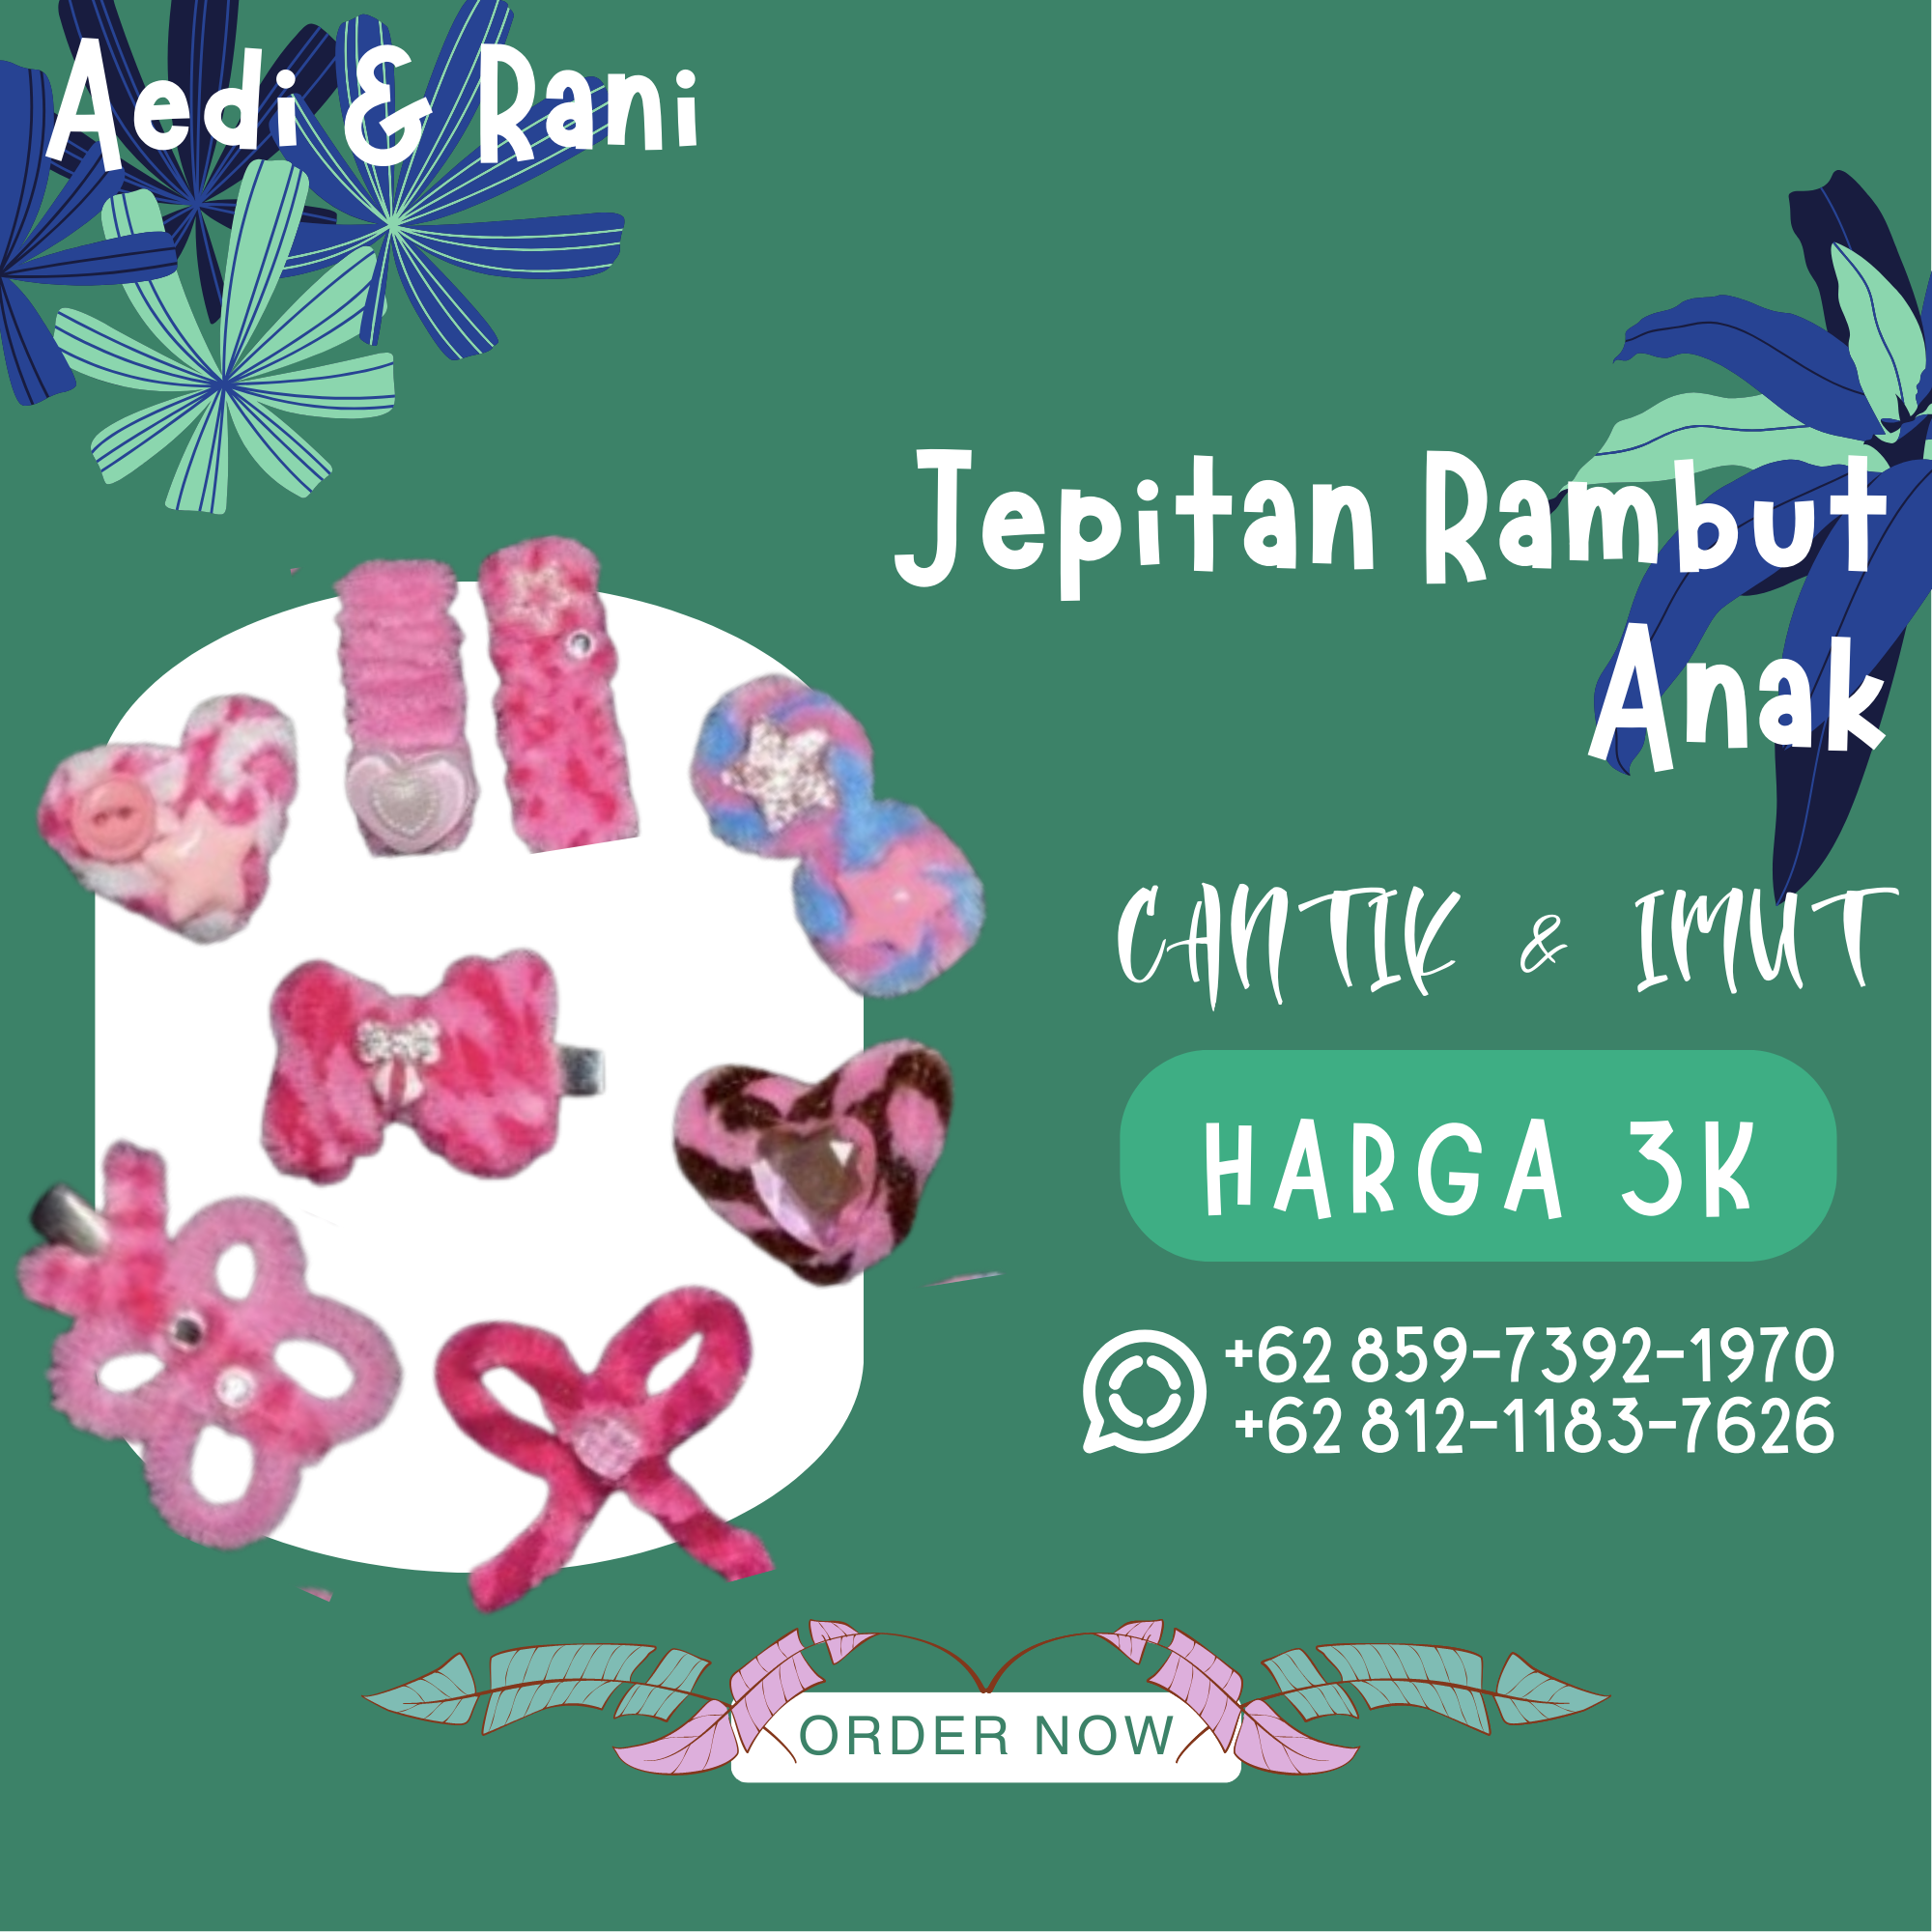 Aedi & Rani
Jepitan Rambut
Anak
CANTIK & IMUT
HARGA 3K
+62 859-7392-1970
+62 812-1183-7626
ORDER NOW